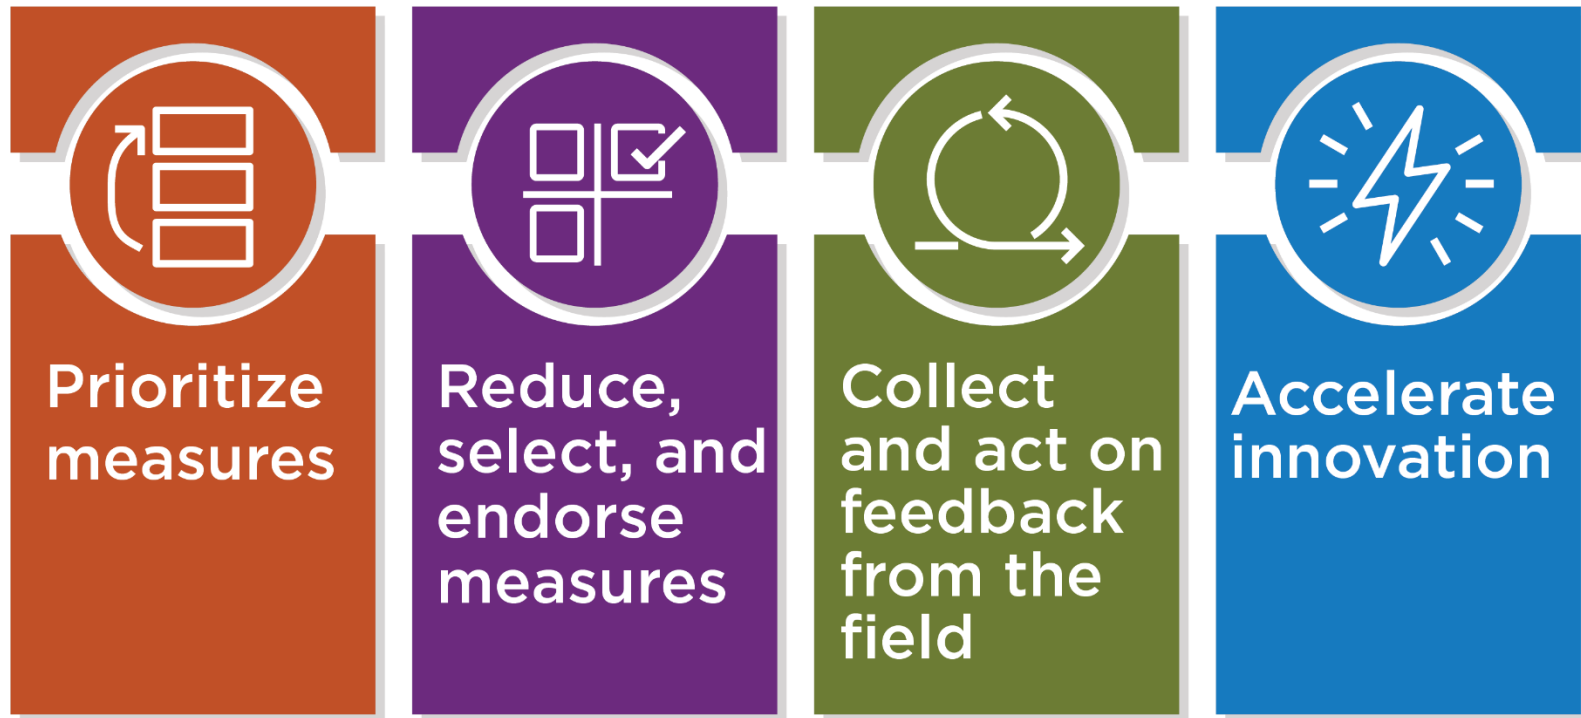 Prioritize
measures
Reduce,
select, and
endorse
measures
Collect
and act on
feedback
from the
field
Accelerate
innovation